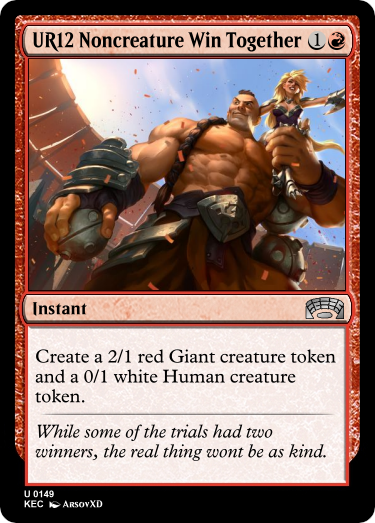 UR12 Noncreature Win Together 1
Instant
Create a 2/1 red Giant creature token
and a 0/1 white Human creature
token.
While some of the trials had two
winners, the real thing wont be as kind.
U 0149
KEC ArsovXD